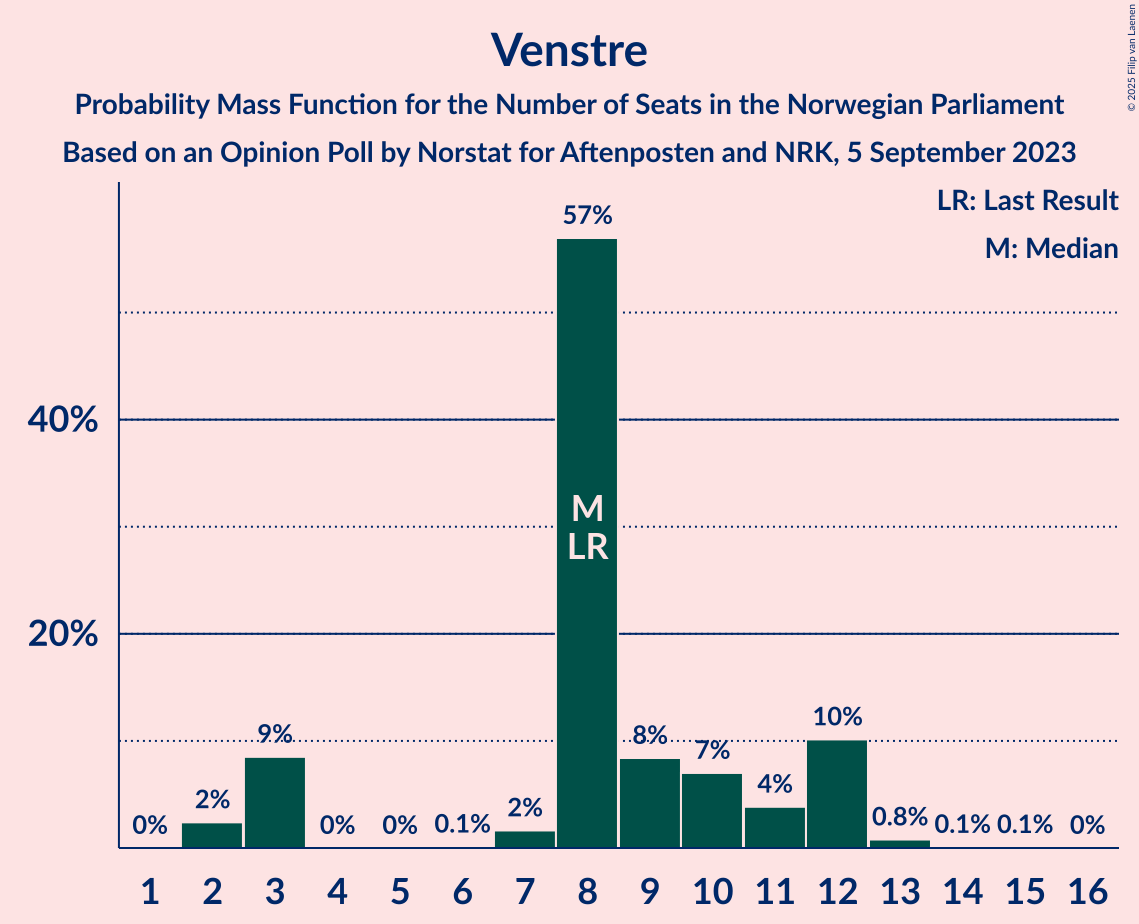 Venstre
Probability Mass Function for the Number of Seats in the Norwegian Parliament
Based on an Opinion Poll by Norstat for Aftenposten and NRK, 5 September 2023
© 2025 Filip van Laenen
LR: Last Result
M: Median
40%
20%
0%
2%
9%
0%
0%
0.1%
2%
57%
M
LR
8%
7%
4%
10%
0.8%
0.1%
0.1%
0%
1 2 3 4 5 6 7 8 9 10 11 12 13 14 15 16